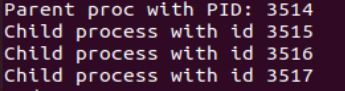 Parent proc with PID: 3514
Child process with id 3515
Child process with id 3516
Child process with id 3517